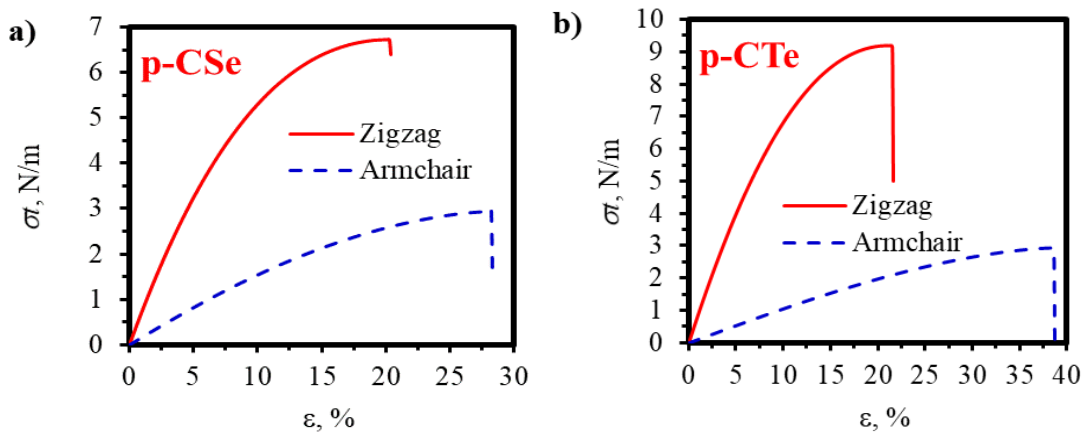 a)
p-CSe
7
6
5
4
3
2
1
0
σt, N/m
Zigzag
Armchair
0 5 10 15 20 25 30
ε, %
b)
p-CTe
10
9
8
7
6
5
4
3
2
1
0
σt, N/m
Zigzag
Armchair
0 5 10 15 20 25 30 35 40
ε, %